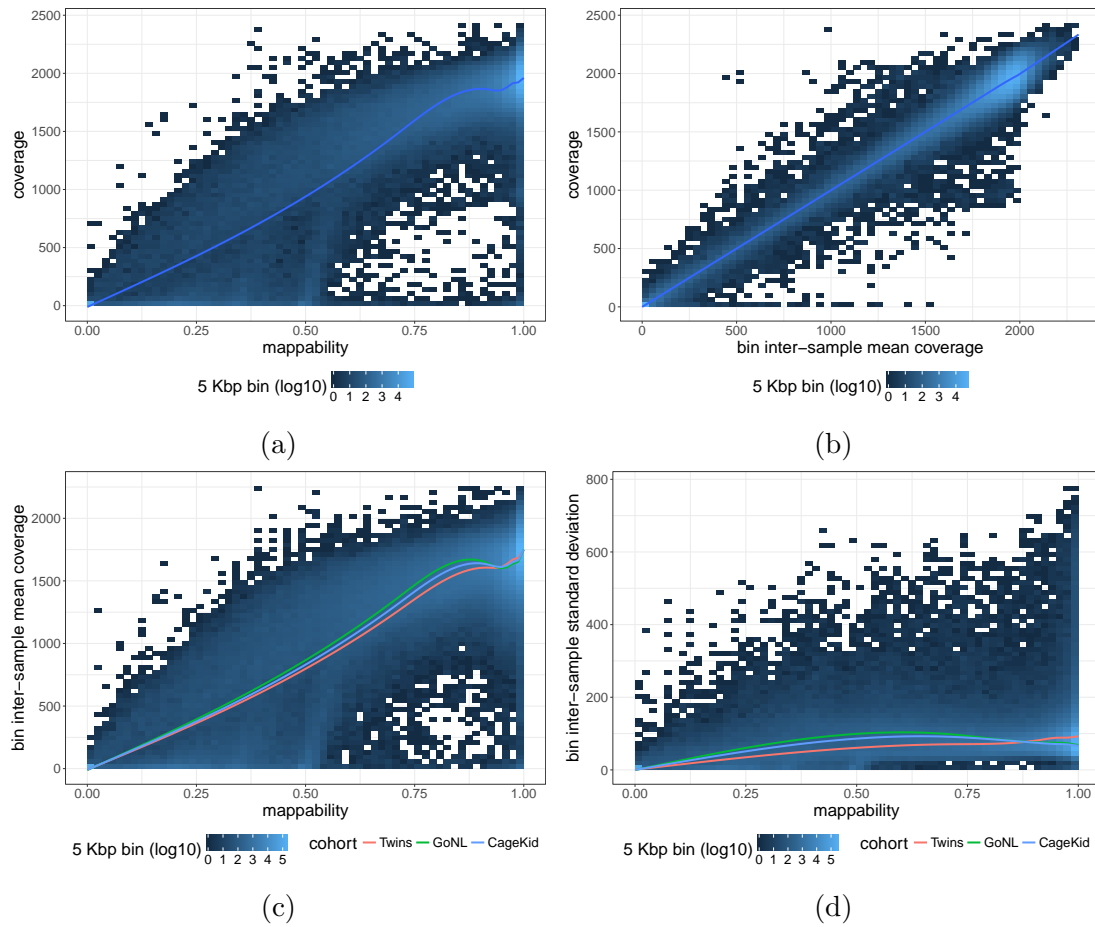 2500
2000
1500
1000
500
0
coverage
0.00 0.25 0.50 0.75 1.00
mappability
5 Kbp bin (log10)
0 1 2 3 4
(a)
2500
2000
1500
1000
500
0
coverage
0 500 1000 1500 2000
bin inter−sample mean coverage
5 Kbp bin (log10)
0 1 2 3 4
(b)
2000
1500
1000
500
0
bin inter−sample mean coverage
0.00 0.25 0.50 0.75 1.00
mappability
5 Kbp bin (log10)
0 1 2 3 4 5
cohort Twins GoNL CageKid
(c)
800
600
400
200
0
bin inter−sample standard deviation
0.00 0.25 0.50 0.75 1.00
mappability
5 Kbp bin (log10)
0 1 2 3 4 5
cohort Twins GoNL CageKid
(d)